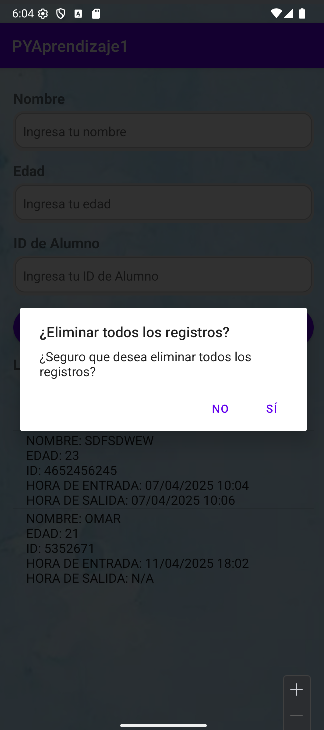 6:04
PYAprendizaje1
Nombre
Ingresa tu nombre
Edad
Ingresa tu edad
ID de Alumno
Ingresa tu ID de Alumno
¿Eliminar todos los registros?
¿Seguro que desea eliminar todos los
registros?
NO
SÍ
NOMBRE: SDFSDWEW
EDAD: 23
ID: 4652456245
HORA DE ENTRADA: 07/04/2025 10:04
HORA DE SALIDA: 07/04/2025 10:06
NOMBRE: OMAR
EDAD: 21
ID: 5352671
HORA DE ENTRADA: 11/04/2025 18:02
HORA DE SALIDA: N/A